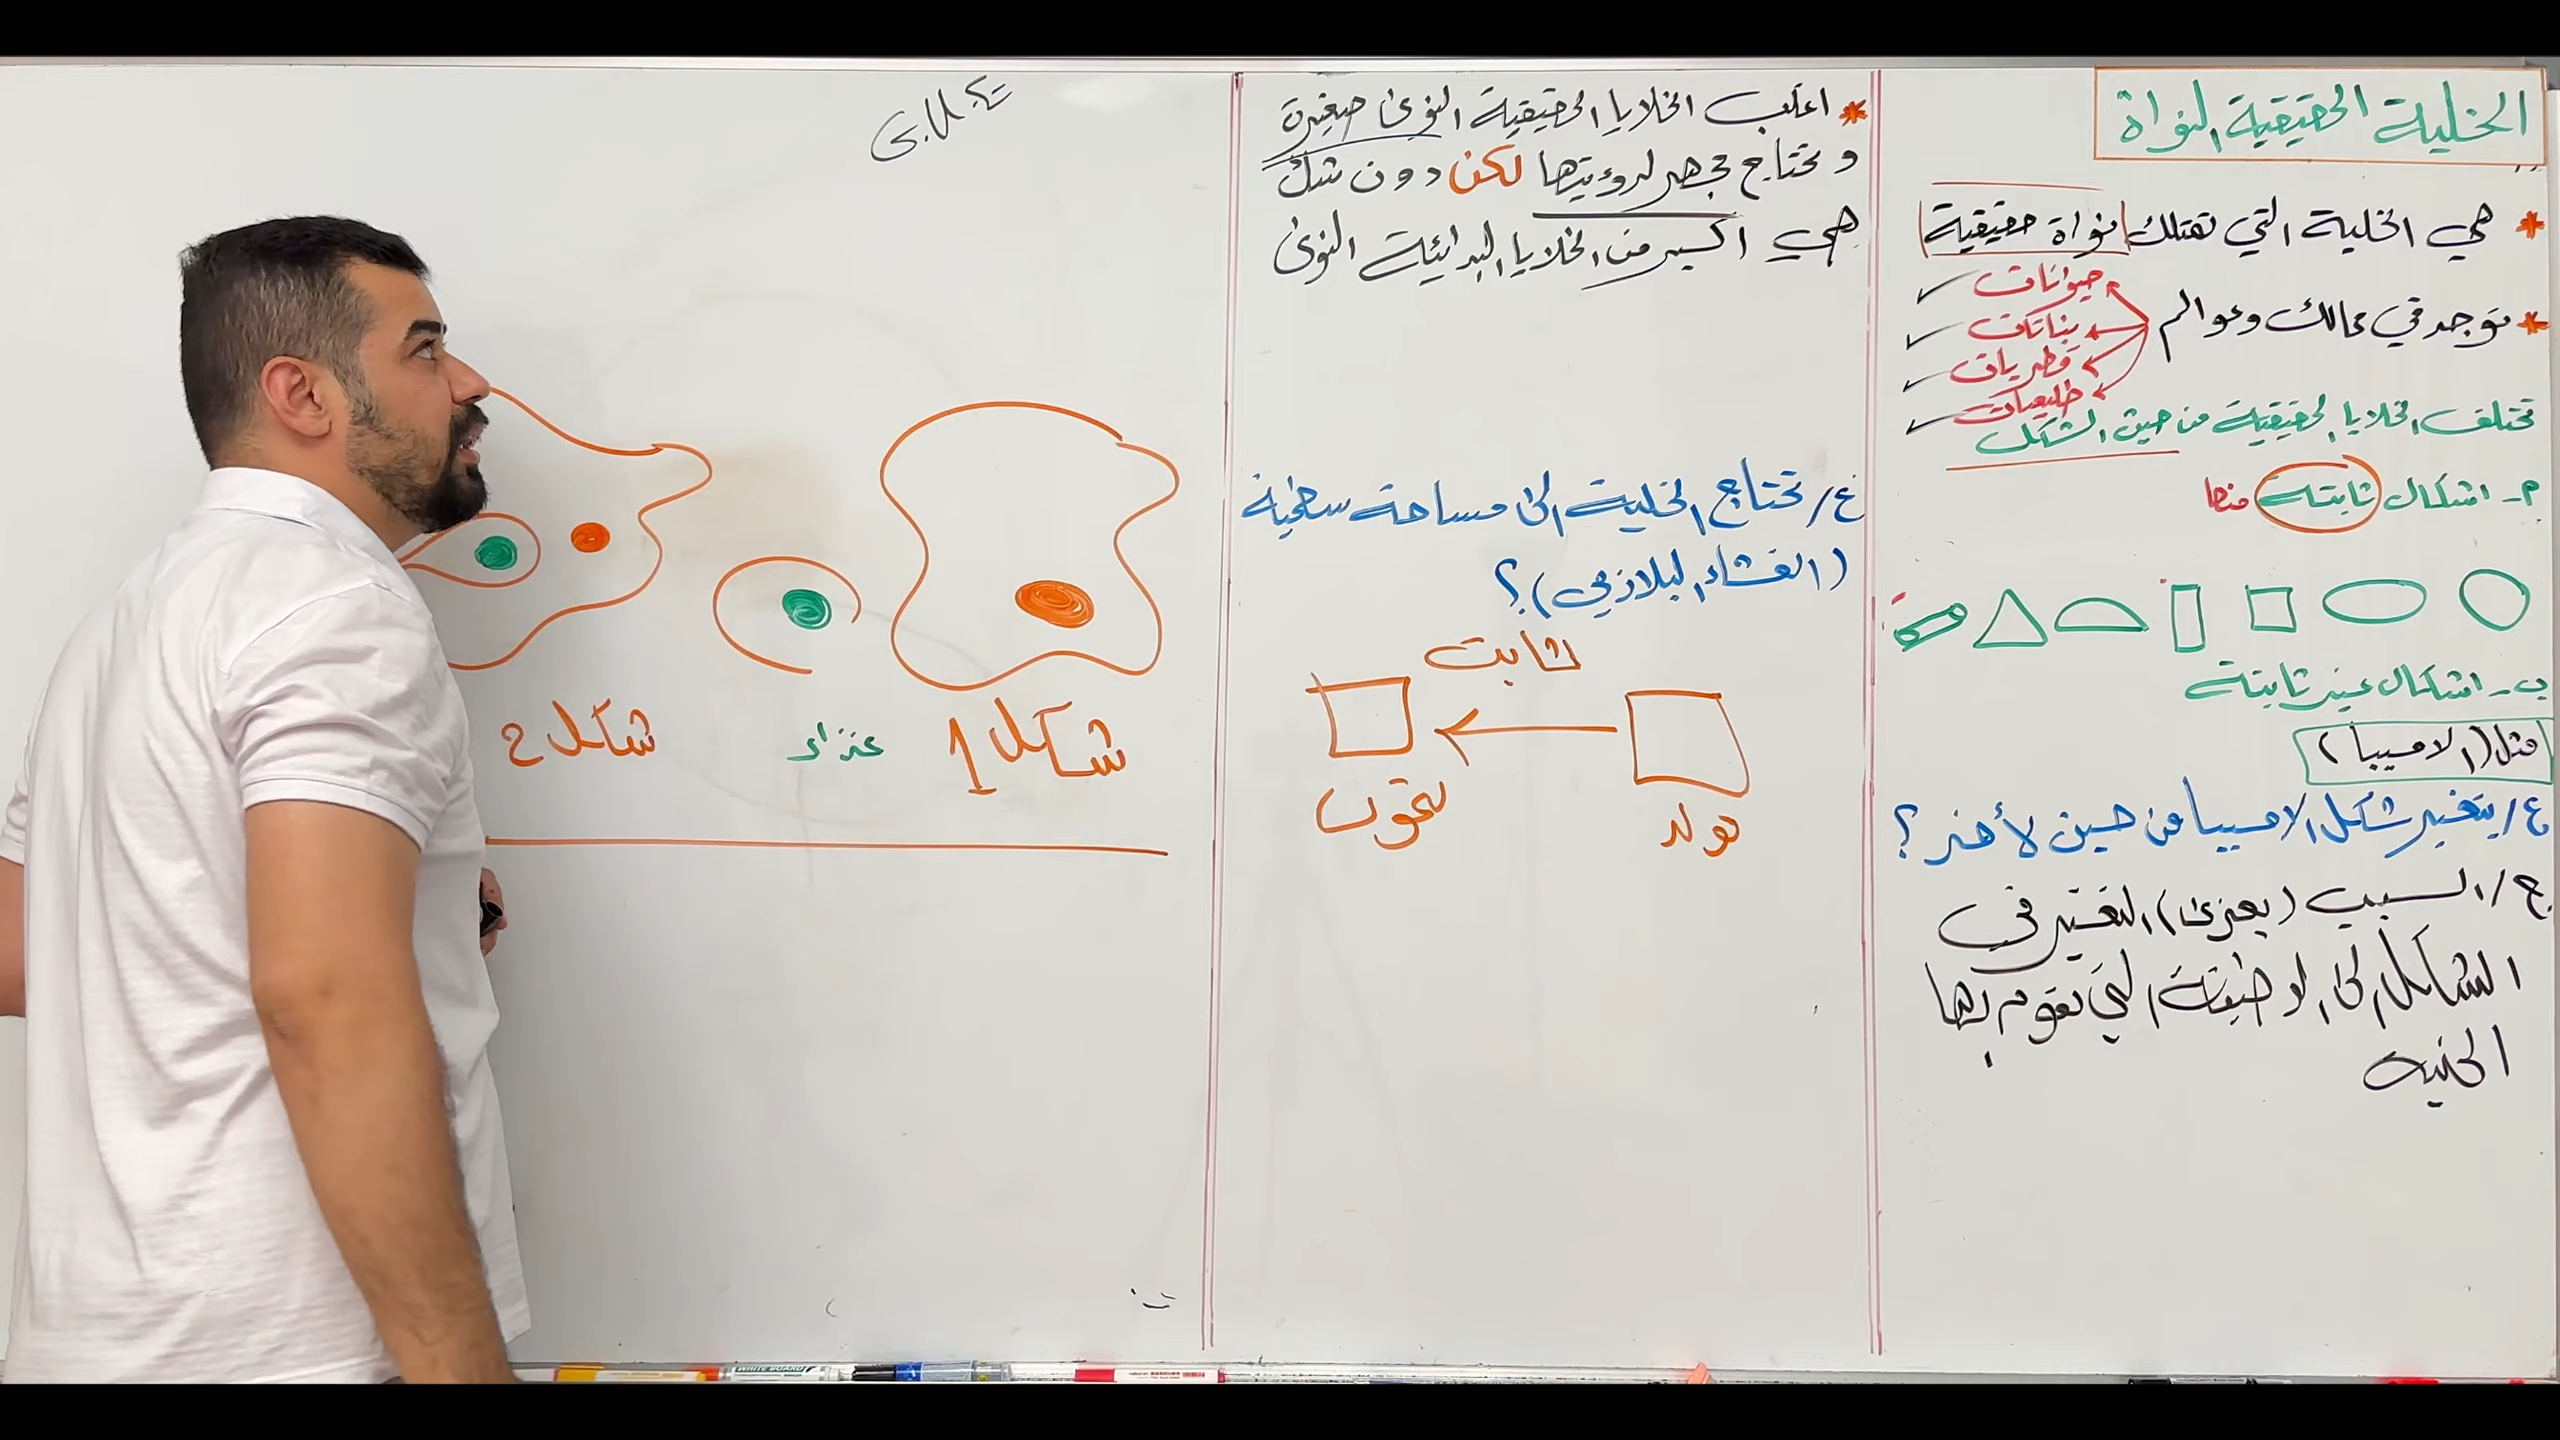 الخلية الحقيقية النواة
* هي الخلية التي تمتلك نواة حقيقية
* توجد في ممالك وعوالم
حيوانات
نباتات
فطريات
طليعيات
تختلف الخلايا الحقيقية من حيث الشكل
م- اشكال ثابتة منها
ب- اشكال غير ثابتة
مثل (الاميبا)
ع/ يتغير شكل الاميبا من حين لأخر؟
ج/ السبب (يعزى) التغير في
الشكل الى الوظيفة التي تقوم بها
الخلية
* اغلب الخلايا الحقيقية النوى صغيرة
و تحتاج مجهر لرؤيتها لكن دون شك
هي اكبر من الخلايا البدائية النوى
ع/ تحتاج الخلية الى مساحة سطحية
(الغشاء البلازمي)؟
ثابت
يولد
يموت
شكل 1
غذاء
شكل 2